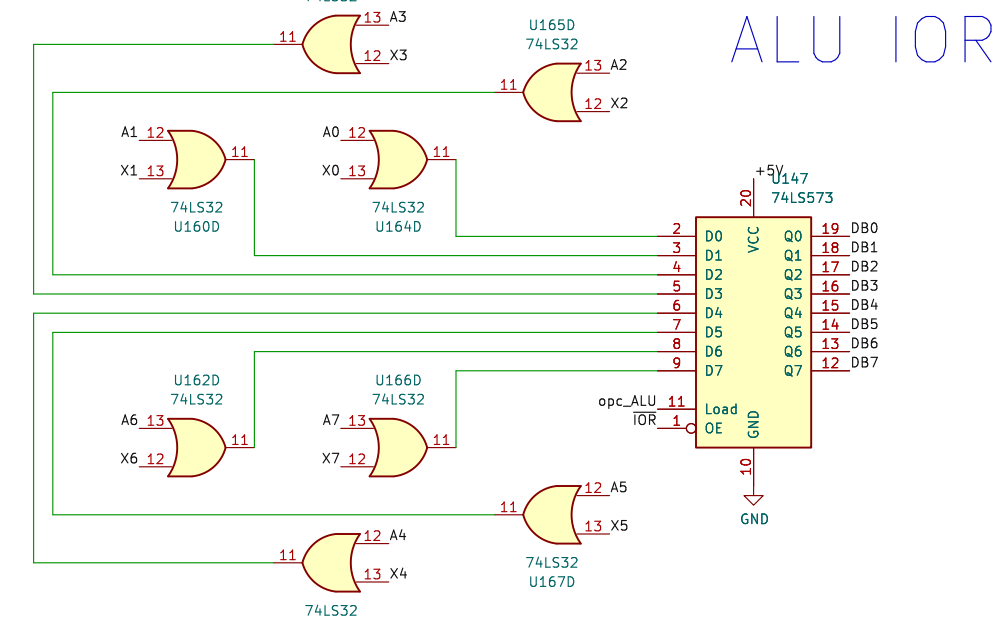 74LS32
13 A3
11
12 X3
ALU IOR
U165D
74LS32
13 A2
11
12 X2
A1 12
11
X1 13
74LS32
U160D
A0 12
11
X0 13
74LS32
U164D
+5V
U147
74LS573
20
VCC
2 D0 Q0 19 DB0
3 D1 Q1 18 DB1
4 D2 Q2 17 DB2
5 D3 Q3 16 DB3
6 D4 Q4 15 DB4
7 D5 Q5 14 DB5
8 D6 Q6 13 DB6
9 D7 Q7 12 DB7
opc_ALU 11 Load
IOR 1 OE
GND
10
GND
U162D
74LS32
A6 13
11
X6 12
U166D
74LS32
A7 13
11
X7 12
12 A5
11
13 X5
74LS32
U167D
12 A4
11
13 X4
74LS32